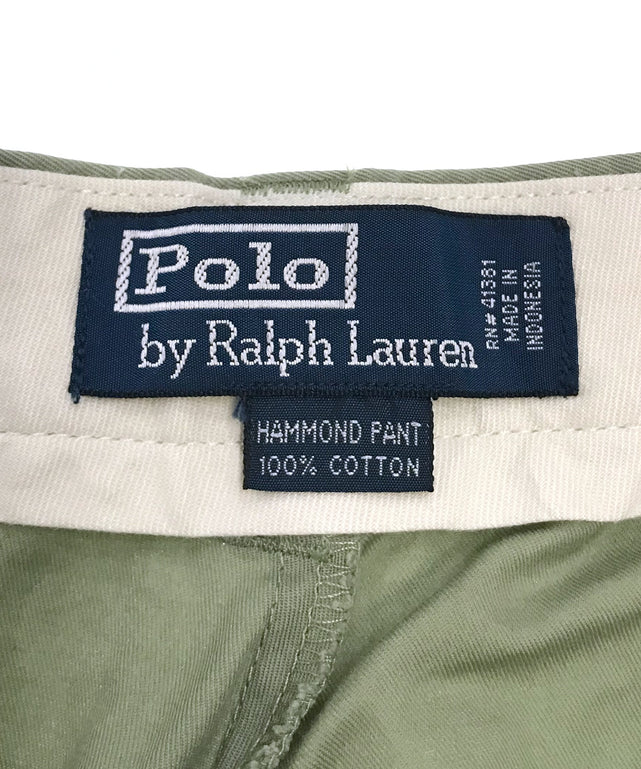 Polo
by Ralph Lauren
RN# 41381
MADE IN
INDONESIA
HAMMOND PANT
100% COTTON